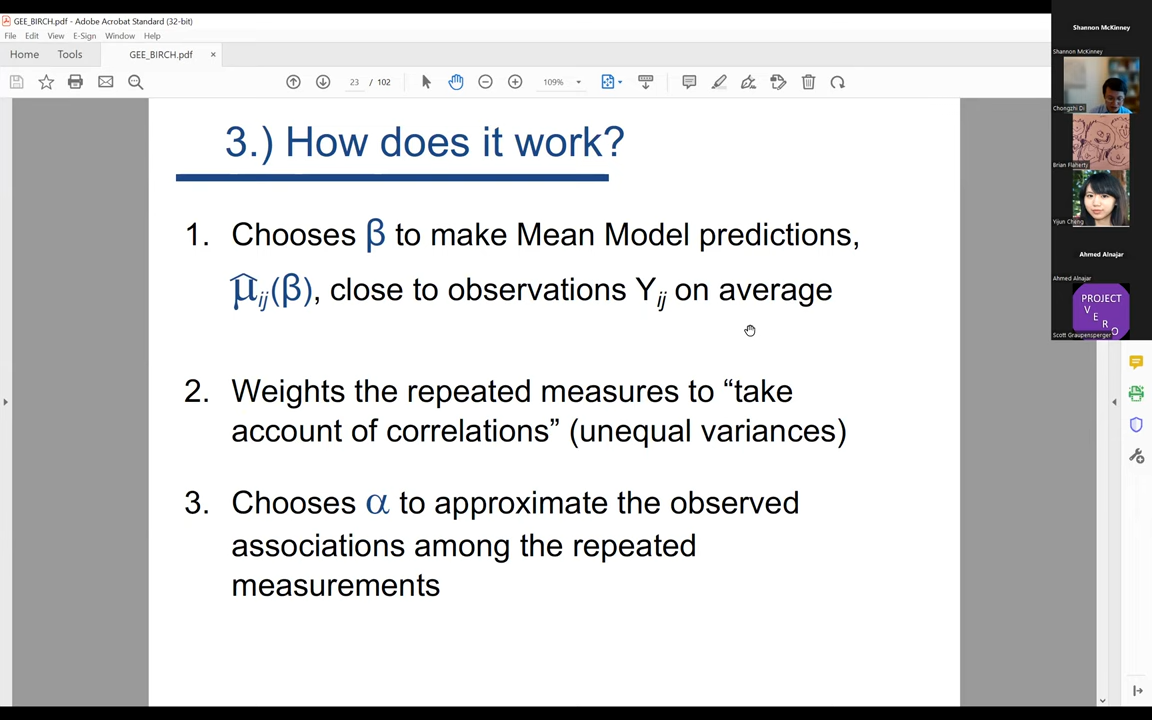 GEE_BIRCH.pdf - Adobe Acrobat Standard (32-bit)
File Edit View E-Sign Window Help
Home Tools GEE_BIRCH.pdf ×
23 / 102 109%
3.) How does it work?
1. Chooses β to make Mean Model predictions,
μ̂ij(β), close to observations Yij on average
2. Weights the repeated measures to “take
account of correlations” (unequal variances)
3. Chooses α to approximate the observed
associations among the repeated
measurements
Shannon McKinney
Shannon McKinney
Chongzhi Di
Brian Flaherty
Yijun Cheng
Ahmed Alnajar
Ahmed Alnajar
PROJECT
V
E
R
O
Scott Graupensperger